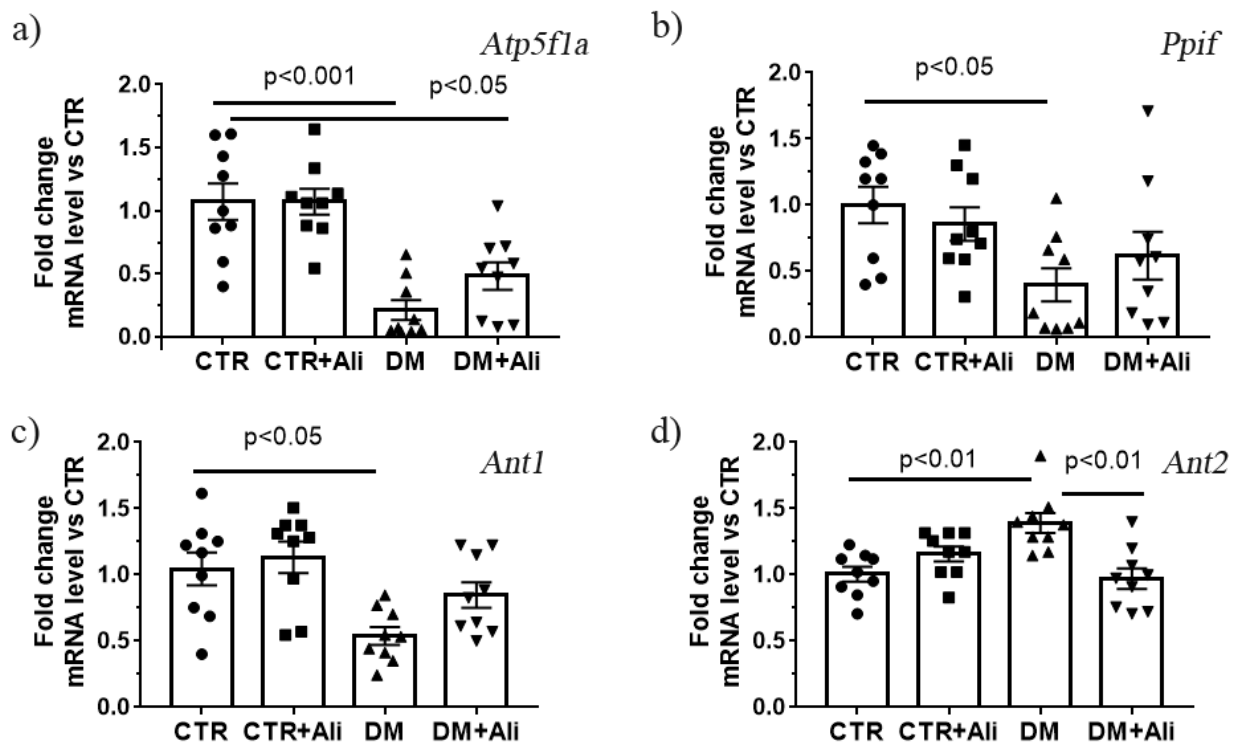 a)
Atp5f1a
p<0.001
p<0.05
Fold change
mRNA level vs CTR
2.0
1.5
1.0
0.5
0.0
CTR CTR+Ali DM DM+Ali
b)
Ppif
p<0.05
Fold change
mRNA level vs CTR
2.0
1.5
1.0
0.5
0.0
CTR CTR+Ali DM DM+Ali
c)
Ant1
p<0.05
Fold change
mRNA level vs CTR
2.0
1.5
1.0
0.5
0.0
CTR CTR+Ali DM DM+Ali
d)
Ant2
p<0.01
p<0.01
Fold change
mRNA level vs CTR
2.0
1.5
1.0
0.5
0.0
CTR CTR+Ali DM DM+Ali